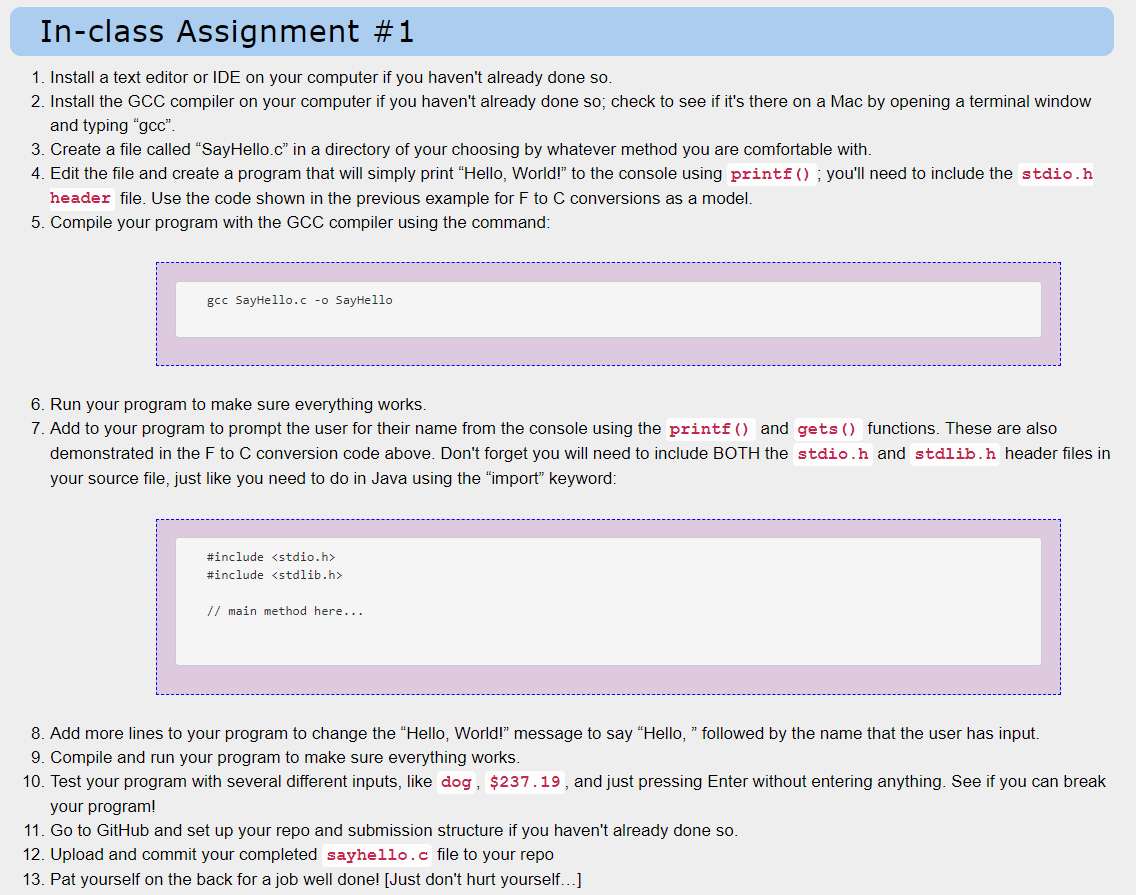 In-class Assignment #1
1. Install a text editor or IDE on your computer if you haven't already done so.
2. Install the GCC compiler on your computer if you haven't already done so; check to see if it's there on a Mac by opening a terminal window
and typing “gcc”.
3. Create a file called “SayHello.c” in a directory of your choosing by whatever method you are comfortable with.
4. Edit the file and create a program that will simply print “Hello, World!” to the console using printf() ; you'll need to include the stdio.h
header file. Use the code shown in the previous example for F to C conversions as a model.
5. Compile your program with the GCC compiler using the command:
gcc SayHello.c -o SayHello
6. Run your program to make sure everything works.
7. Add to your program to prompt the user for their name from the console using the printf() and gets() functions. These are also
demonstrated in the F to C conversion code above. Don't forget you will need to include BOTH the stdio.h and stdlib.h header files in
your source file, just like you need to do in Java using the “import” keyword:
#include <stdio.h>
#include <stdlib.h>
// main method here...
8. Add more lines to your program to change the “Hello, World!” message to say “Hello, ” followed by the name that the user has input.
9. Compile and run your program to make sure everything works.
10. Test your program with several different inputs, like dog , $237.19 , and just pressing Enter without entering anything. See if you can break
your program!
11. Go to GitHub and set up your repo and submission structure if you haven't already done so.
12. Upload and commit your completed sayhello.c file to your repo
13. Pat yourself on the back for a job well done! [Just don't hurt yourself…]